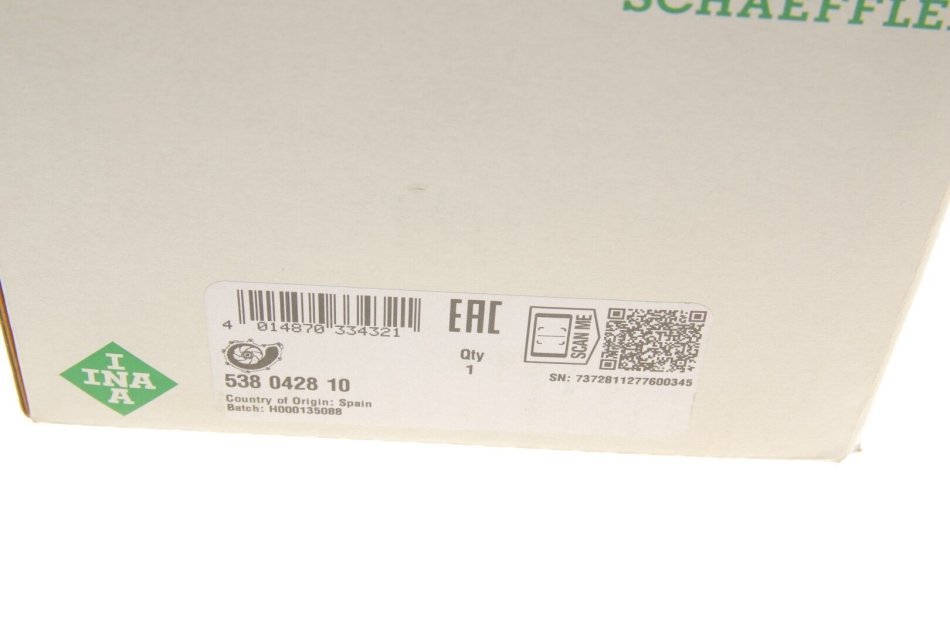 SCHAEFFLE
4 014870 334321
EAC
SCAN ME
Qty
1
SN: 7372811277600345
538 0428 10
Country of Origin: Spain
Batch: H000135088
I
INA
A